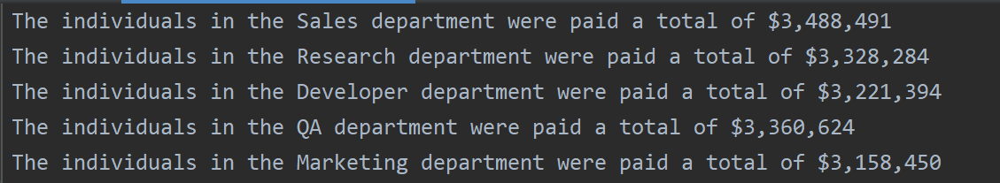 The individuals in the Sales department were paid a total of $3,488,491
The individuals in the Research department were paid a total of $3,328,284
The individuals in the Developer department were paid a total of $3,221,394
The individuals in the QA department were paid a total of $3,360,624
The individuals in the Marketing department were paid a total of $3,158,450